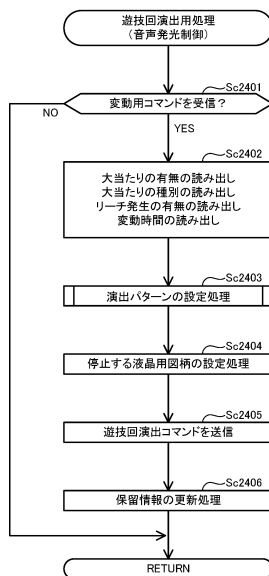 遊技回演出用処理
（音声発光制御）
Sc2401
変動用コマンドを受信？
NO
YES
Sc2402
大当たりの有無の読み出し
大当たりの種別の読み出し
リーチ発生の有無の読み出し
変動時間の読み出し
Sc2403
演出パターンの設定処理
Sc2404
停止する液晶用図柄の設定処理
Sc2405
遊技回演出コマンドを送信
Sc2406
保留情報の更新処理
RETURN